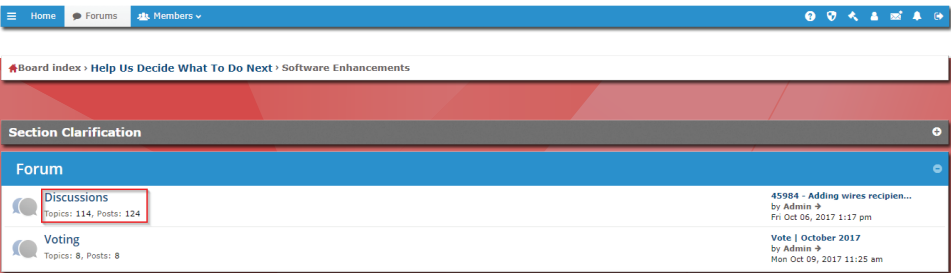 Home Forums Members
Board index › Help Us Decide What To Do Next › Software Enhancements
Section Clarification
Forum
Discussions
Topics: 114, Posts: 124
45984 - Adding wires recipien...
by Admin
Fri Oct 06, 2017 1:17 pm
Voting
Topics: 8, Posts: 8
Vote | October 2017
by Admin
Mon Oct 09, 2017 11:25 am